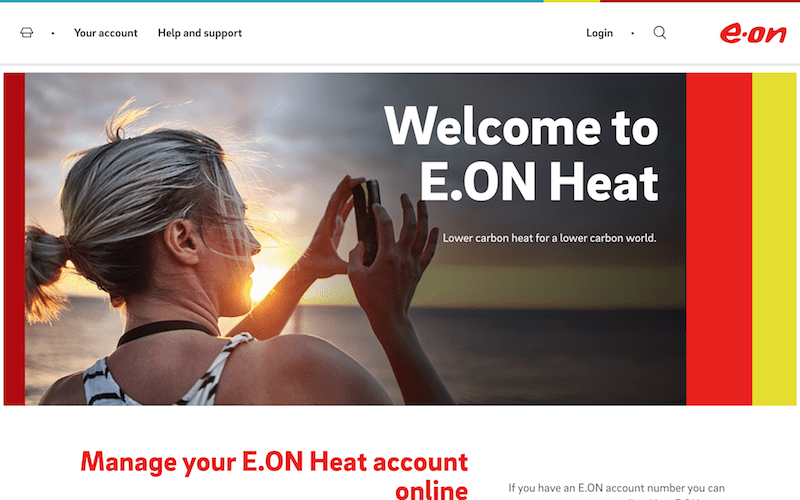 Your account
Help and support
Login
e·on
Welcome to
E.ON Heat
Lower carbon heat for a lower carbon world.
Manage your E.ON Heat account
online
If you have an E.ON account number you can